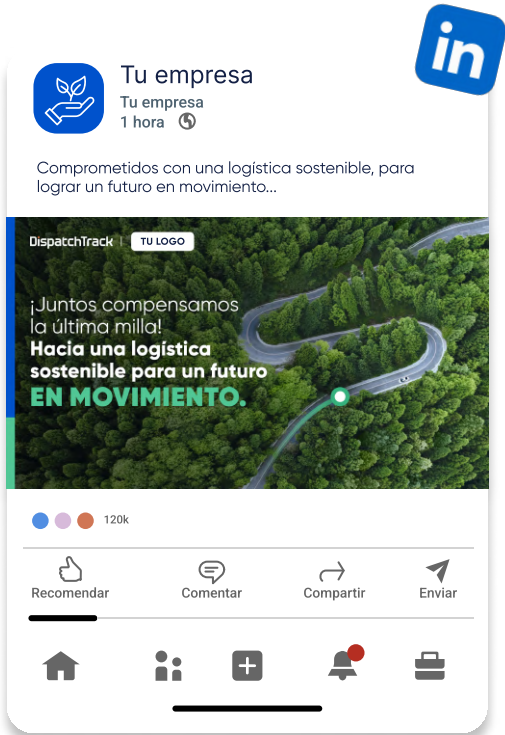 in
Tu empresa
Tu empresa
1 hora
Comprometidos con una logística sostenible, para
lograr un futuro en movimiento...
DispatchTrack | TU LOGO
¡Juntos compensamos
la última milla!
Hacia una logística
sostenible para un futuro
EN MOVIMIENTO.
120k
Recomendar Comentar Compartir Enviar